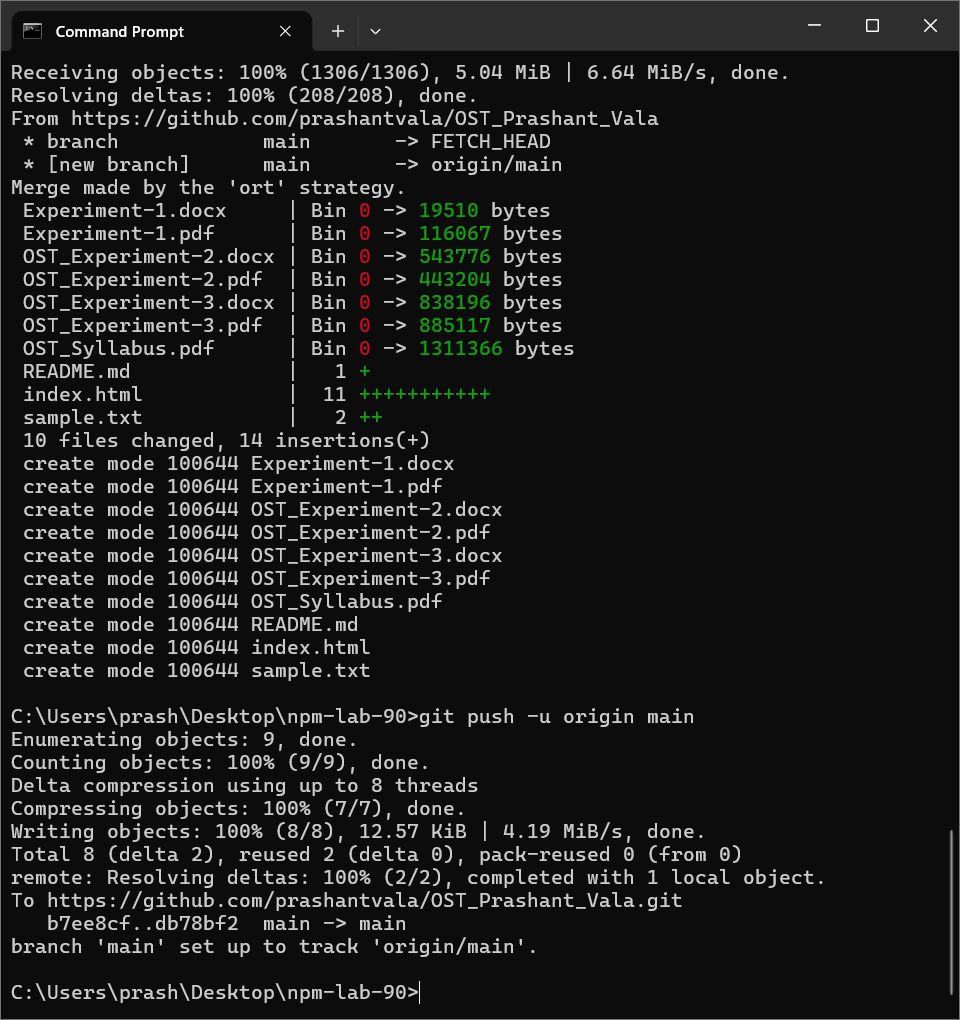 Command Prompt
Receiving objects: 100% (1306/1306), 5.04 MiB | 6.64 MiB/s, done.
Resolving deltas: 100% (208/208), done.
From https://github.com/prashantvala/OST_Prashant_Vala
 * branch            main       -> FETCH_HEAD
 * [new branch]      main       -> origin/main
Merge made by the 'ort' strategy.
 Experiment-1.docx     | Bin 0 -> 19510 bytes
 Experiment-1.pdf      | Bin 0 -> 116067 bytes
 OST_Experiment-2.docx | Bin 0 -> 543776 bytes
 OST_Experiment-2.pdf  | Bin 0 -> 443204 bytes
 OST_Experiment-3.docx | Bin 0 -> 838196 bytes
 OST_Experiment-3.pdf  | Bin 0 -> 885117 bytes
 OST_Syllabus.pdf      | Bin 0 -> 1311366 bytes
 README.md             |   1 +
 index.html            |  11 +++++++++++
 sample.txt            |   2 ++
 10 files changed, 14 insertions(+)
 create mode 100644 Experiment-1.docx
 create mode 100644 Experiment-1.pdf
 create mode 100644 OST_Experiment-2.docx
 create mode 100644 OST_Experiment-2.pdf
 create mode 100644 OST_Experiment-3.docx
 create mode 100644 OST_Experiment-3.pdf
 create mode 100644 OST_Syllabus.pdf
 create mode 100644 README.md
 create mode 100644 index.html
 create mode 100644 sample.txt
C:\Users\prash\Desktop\npm-lab-90>git push -u origin main
Enumerating objects: 9, done.
Counting objects: 100% (9/9), done.
Delta compression using up to 8 threads
Compressing objects: 100% (7/7), done.
Writing objects: 100% (8/8), 12.57 KiB | 4.19 MiB/s, done.
Total 8 (delta 2), reused 2 (delta 0), pack-reused 0 (from 0)
remote: Resolving deltas: 100% (2/2), completed with 1 local object.
To https://github.com/prashantvala/OST_Prashant_Vala.git
   b7ee8cf..db78bf2  main -> main
branch 'main' set up to track 'origin/main'.
C:\Users\prash\Desktop\npm-lab-90>